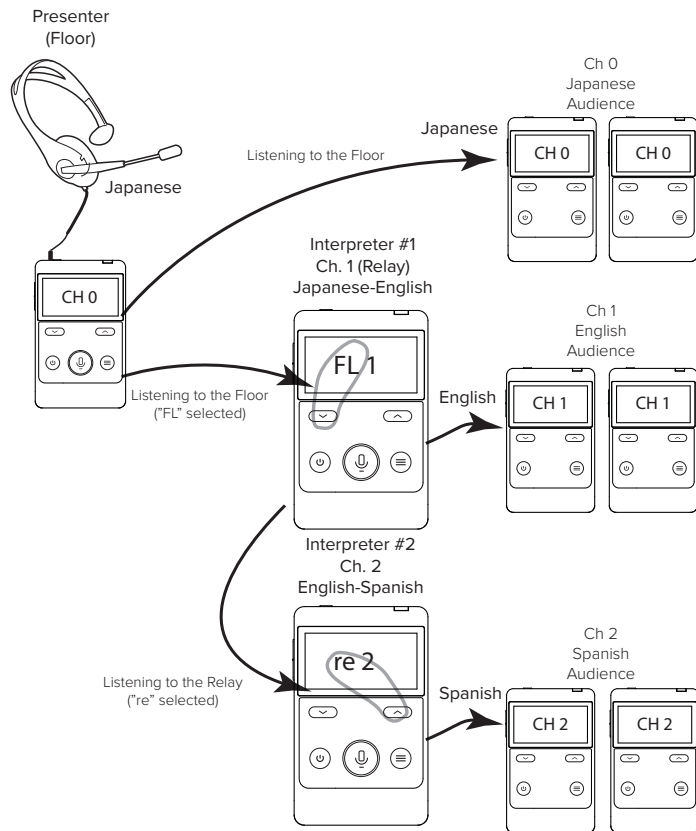 Presenter
(Floor)
Japanese
CH 0
Listening to the Floor
Japanese
Ch 0
Japanese
Audience
CH 0
CH 0
Listening to the Floor
("FL" selected)
Interpreter #1
Ch. 1 (Relay)
Japanese-English
FL 1
English
Ch 1
English
Audience
CH 1
CH 1
Listening to the Relay
("re" selected)
Interpreter #2
Ch. 2
English-Spanish
re 2
Spanish
Ch 2
Spanish
Audience
CH 2
CH 2